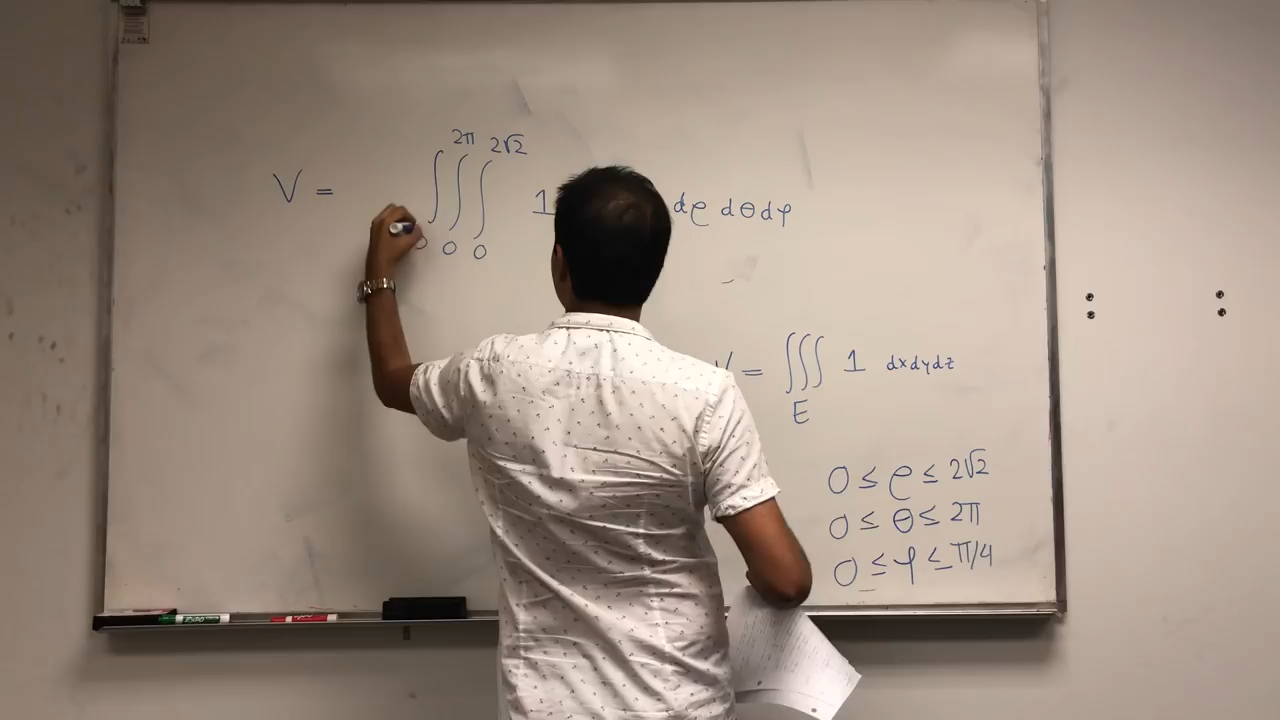 2π 2√2
V = ∫ ∫ ∫ 1 dρ dθ dφ
0 0 0
V = ∭ 1 dxdydz
E
0 ≤ ρ ≤ 2√2
0 ≤ θ ≤ 2π
0 ≤ φ ≤ π/4
EXPO